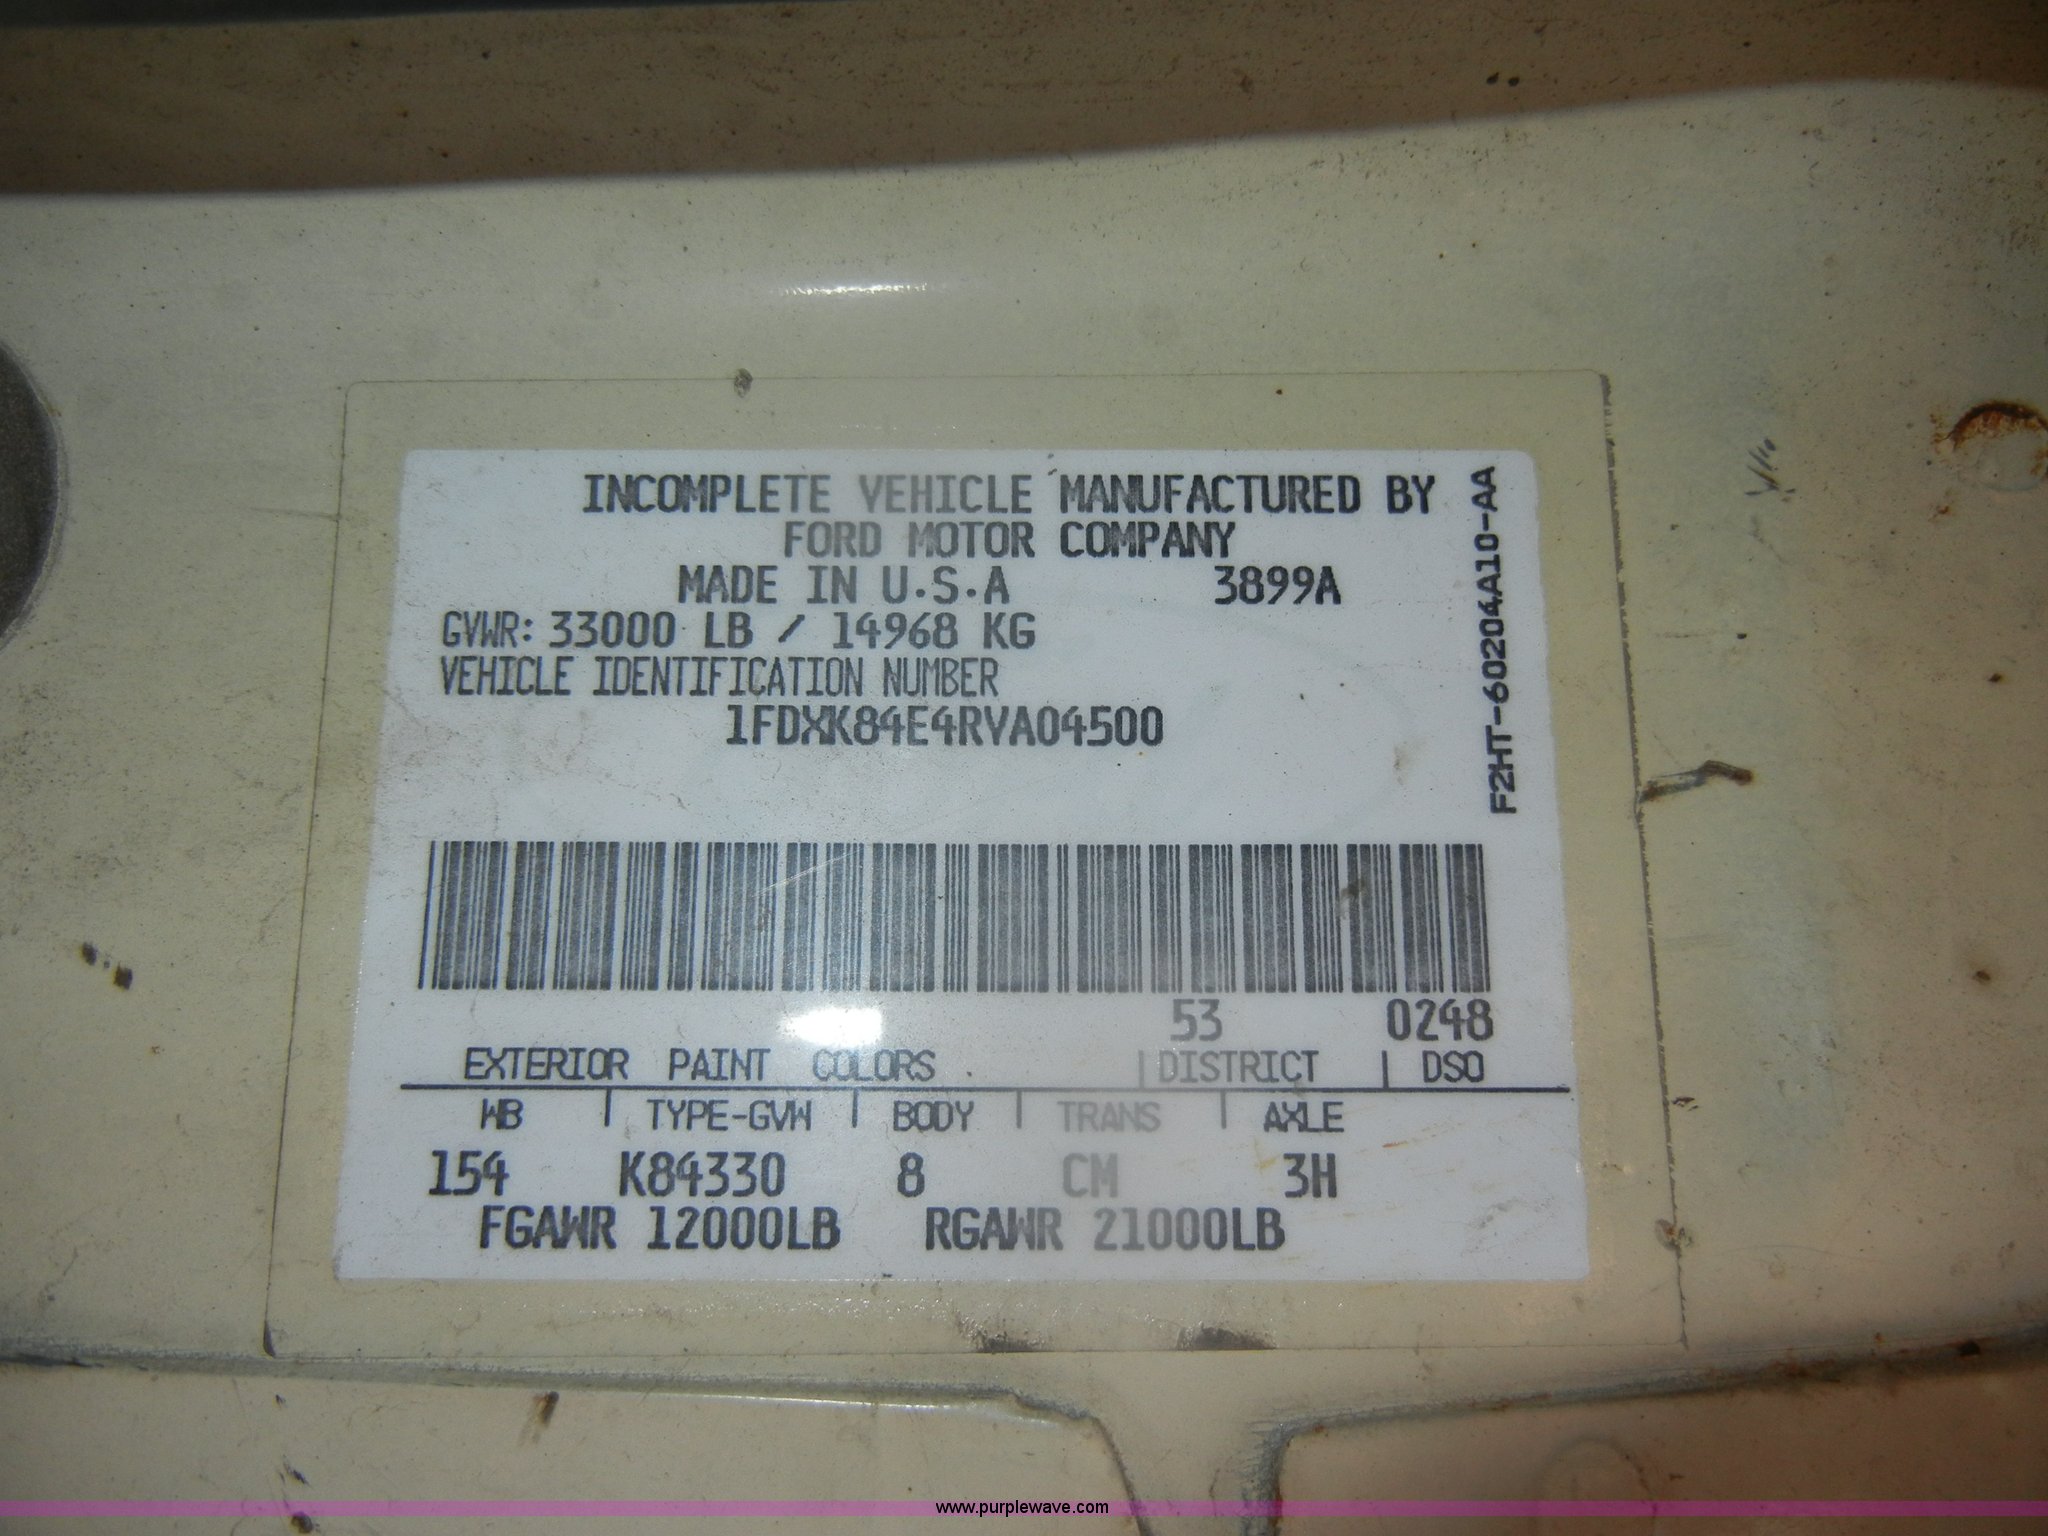 INCOMPLETE VEHICLE MANUFACTURED BY
FORD MOTOR COMPANY
MADE IN U.S.A 3899A
GVWR: 33000 LB / 14968 KG
VEHICLE IDENTIFICATION NUMBER
1FDXK84E4RVA04500
F2HT-60204A10-AA
53 0248
EXTERIOR PAINT COLORS | DISTRICT | DSO
WB | TYPE-GVW | BODY | TRANS | AXLE
154 K84330 8 CM 3H
FGAWR 12000LB RGAWR 21000LB
www.purplewave.com